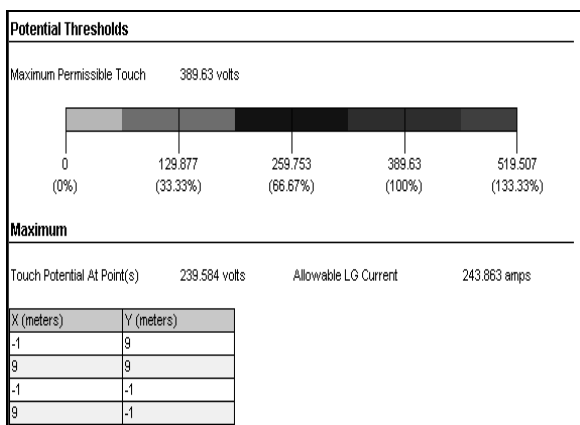 Potential Thresholds
Maximum Permissible Touch 389.63 volts
0 129.877 259.753 389.63 519.507
(0%) (33.33%) (66.67%) (100%) (133.33%)
Maximum
Touch Potential At Point(s) 239.584 volts Allowable LG Current 243.863 amps
X (meters) Y (meters)
-1 9
9 9
-1 -1
9 -1